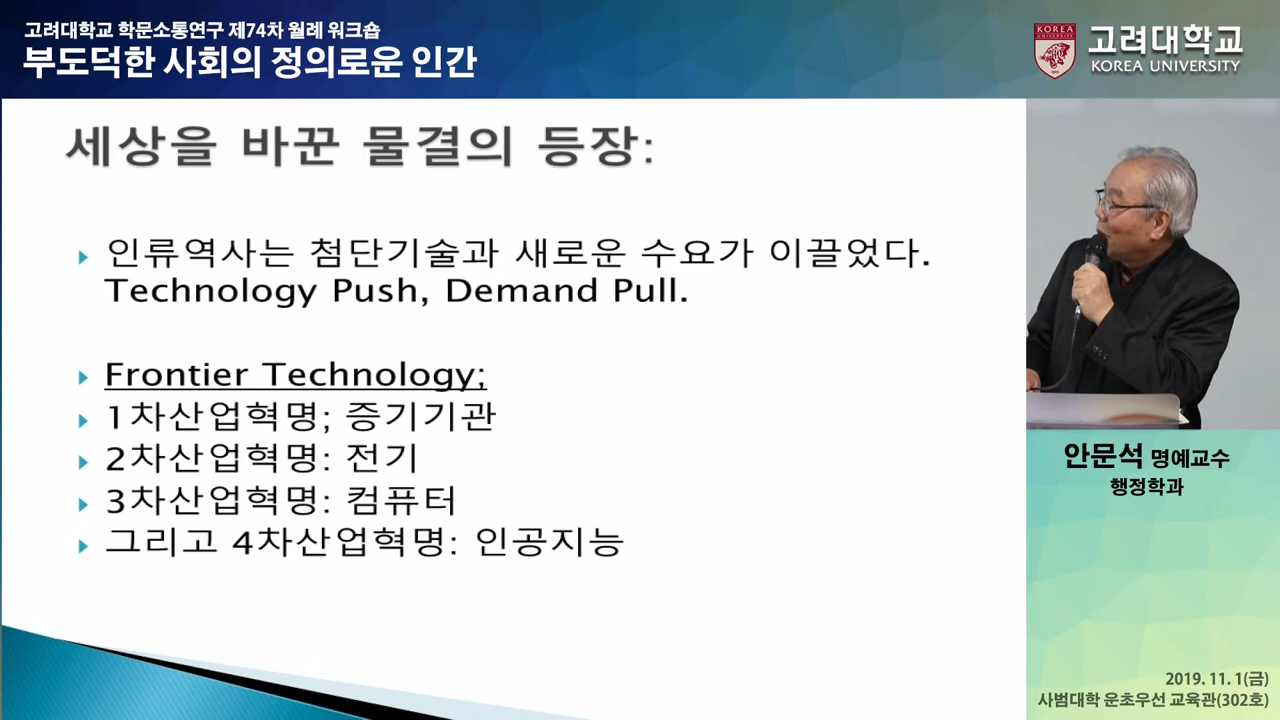 고려대학교 학문소통연구 제74차 월례 워크숍
부도덕한 사회의 정의로운 인간
KOREA
UNIVERSITY
1905
고려대학교
KOREA UNIVERSITY
세상을 바꾼 물결의 등장:
인류역사는 첨단기술과 새로운 수요가 이끌었다.
Technology Push, Demand Pull.
Frontier Technology;
1차산업혁명; 증기기관
2차산업혁명: 전기
3차산업혁명: 컴퓨터
그리고 4차산업혁명: 인공지능
안문석 명예교수
행정학과
2019. 11. 1(금)
사범대학 운초우선 교육관(302호)